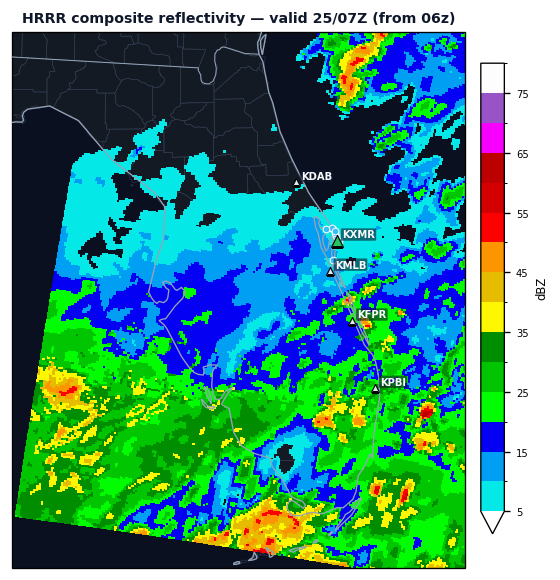 HRRR composite reflectivity — valid 25/07Z (from 06z)
KDAB
KXMR
KMLB
KFPR
KPBI
75
65
55
45
35
25
15
5
dBZ